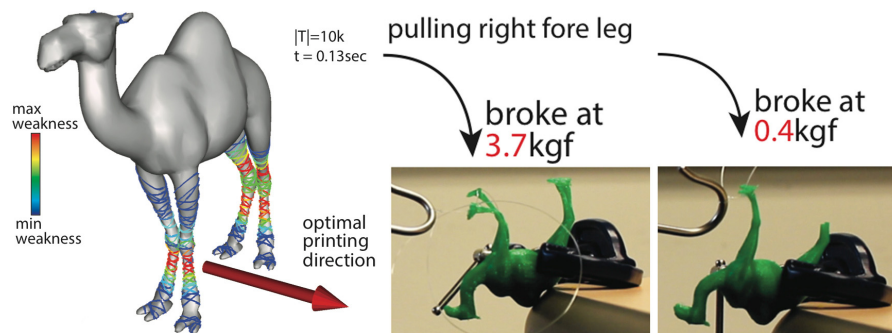 |T|=10k
t = 0.13sec
max
weakness
min
weakness
optimal
printing
direction
pulling right fore leg
broke at
3.7kgf
broke at
0.4kgf